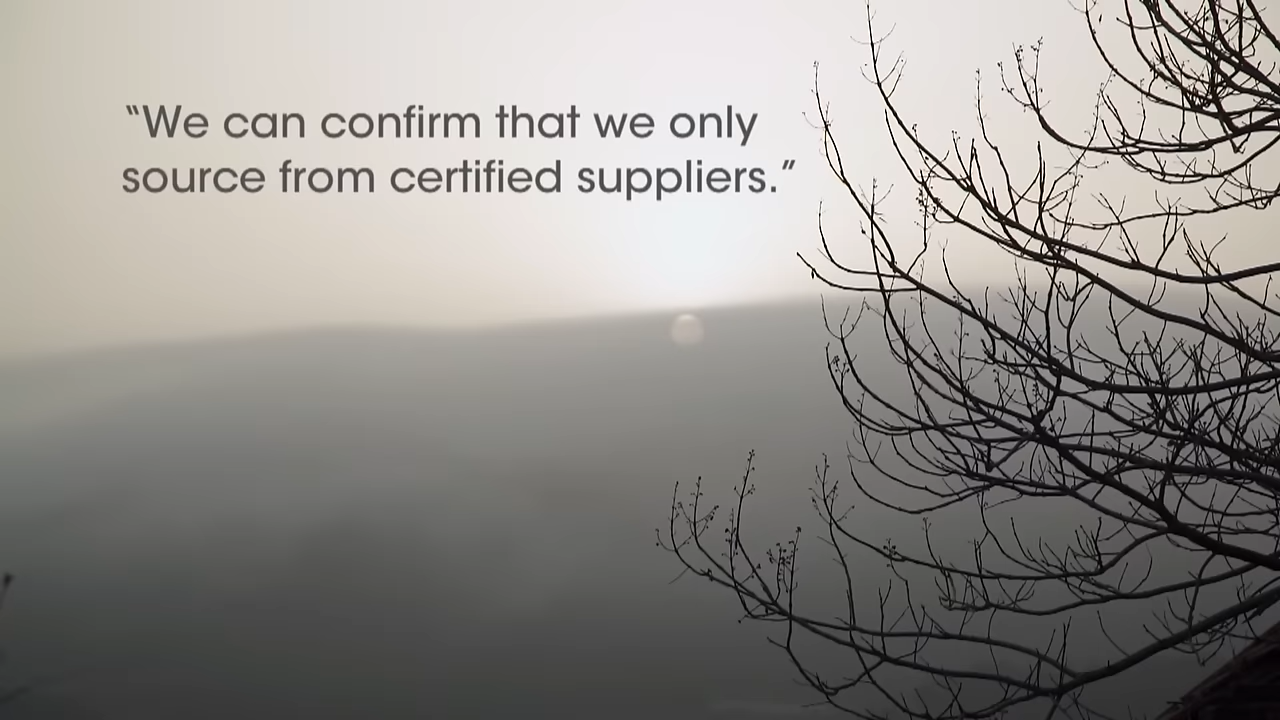 “We can confirm that we only
source from certified suppliers.”